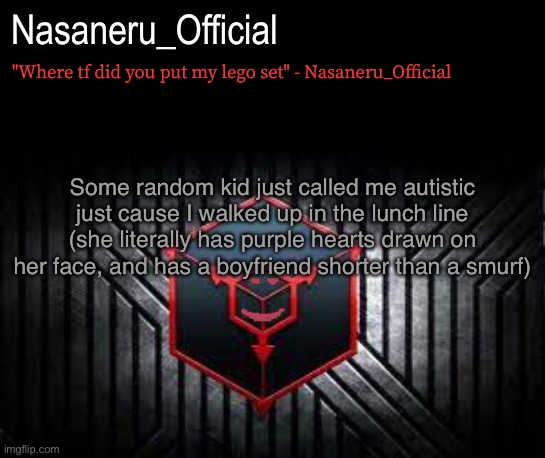 Nasaneru_Official
"Where tf did you put my lego set" - Nasaneru_Official
Some random kid just called me autistic
just cause I walked up in the lunch line
(she literally has purple hearts drawn on
her face, and has a boyfriend shorter than a smurf)
imgflip.com